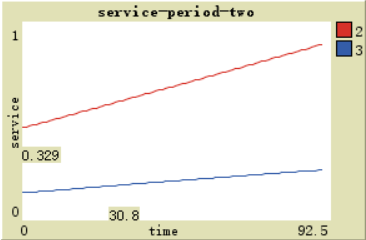 service-period-two
1
2
3
service
0.329
0
30.8
0
time
92.5